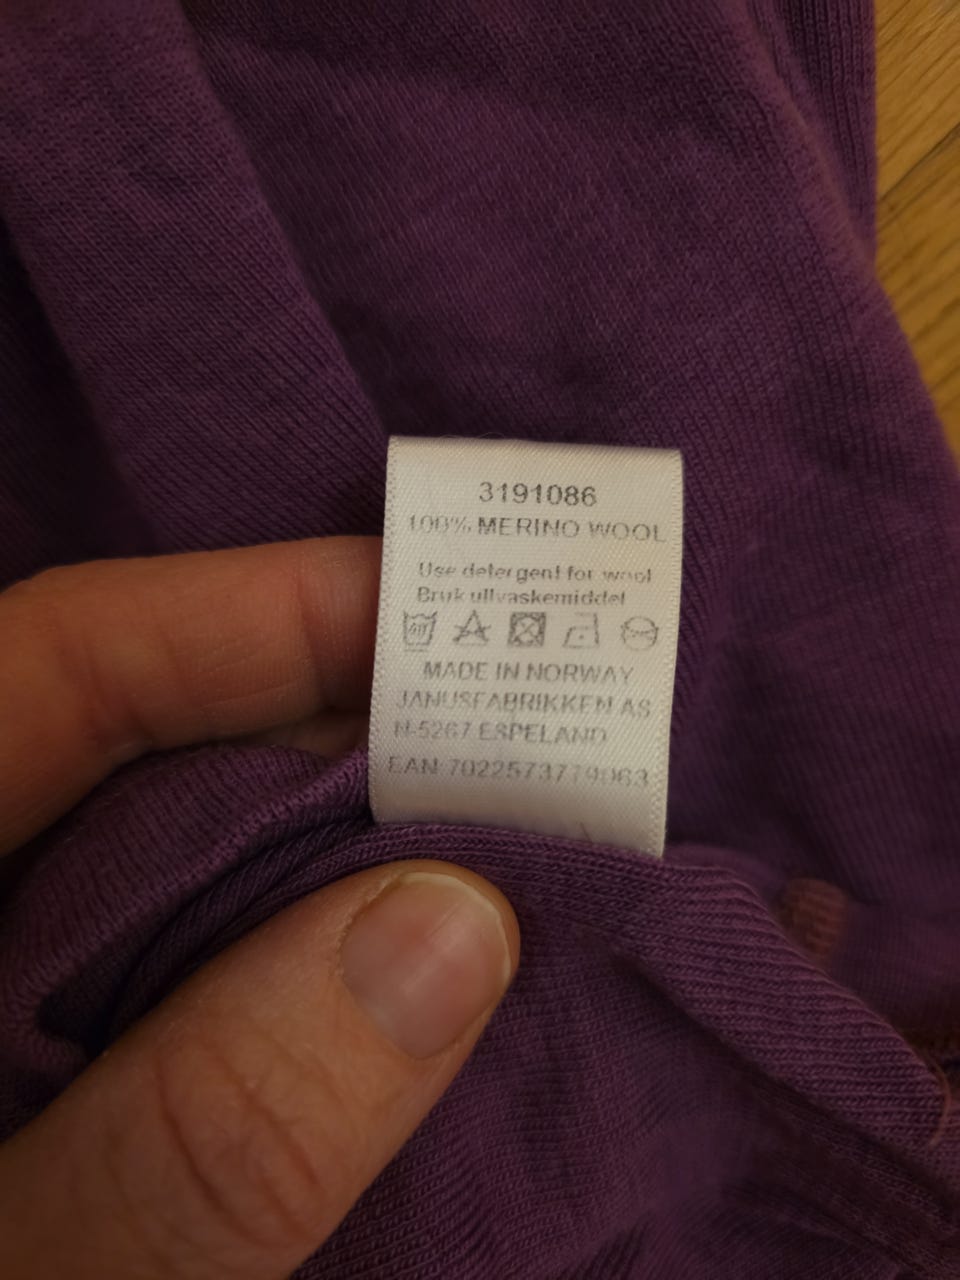 3191086
100% MERINO WOOL
Use detergent for wool
Bruk ullvaskemiddel
40
MADE IN NORWAY
JANUSFABRIKKEN AS
N-5267 ESPELAND
EAN 7022573779063